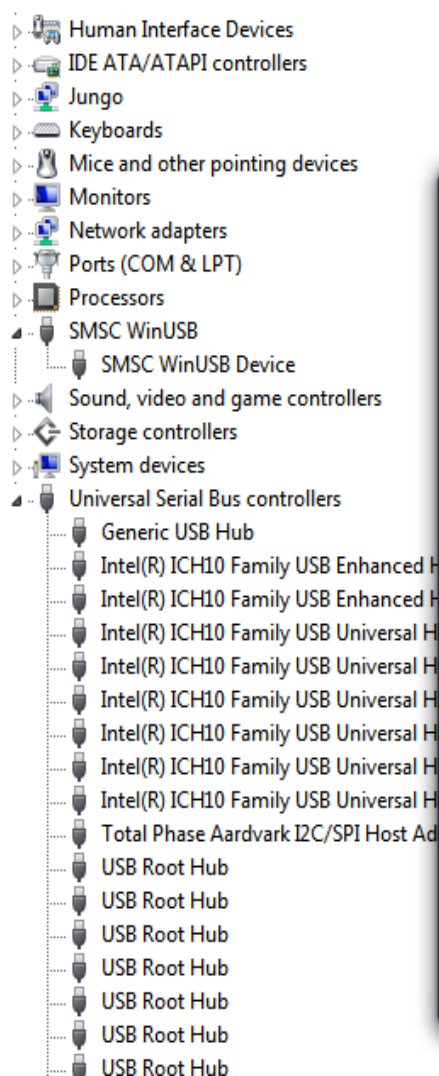 Human Interface Devices
IDE ATA/ATAPI controllers
Jungo
Keyboards
Mice and other pointing devices
Monitors
Network adapters
Ports (COM & LPT)
Processors
SMSC WinUSB
SMSC WinUSB Device
Sound, video and game controllers
Storage controllers
System devices
Universal Serial Bus controllers
Generic USB Hub
Intel(R) ICH10 Family USB Enhanced
Intel(R) ICH10 Family USB Enhanced
Intel(R) ICH10 Family USB Universal
Intel(R) ICH10 Family USB Universal
Intel(R) ICH10 Family USB Universal
Intel(R) ICH10 Family USB Universal
Intel(R) ICH10 Family USB Universal
Intel(R) ICH10 Family USB Universal
Total Phase Aardvark I2C/SPI Host Ad
USB Root Hub
USB Root Hub
USB Root Hub
USB Root Hub
USB Root Hub
USB Root Hub
USB Root Hub